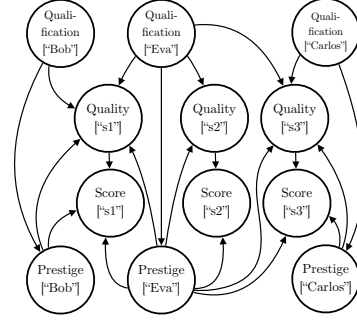 Quali-
fication
["Bob"]
Quali-
fication
["Eva"]
Quali-
fication
["Carlos"]
Quality
["s1"]
Quality
["s2"]
Quality
["s3"]
Score
["s1"]
Score
["s2"]
Score
["s3"]
Prestige
["Bob"]
Prestige
["Eva"]
Prestige
["Carlos"]